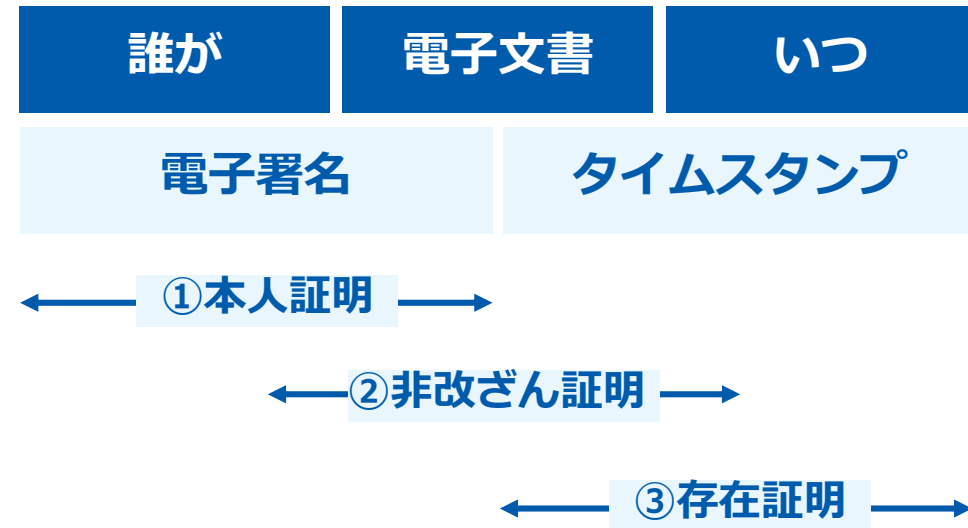 誰が 電子文書 いつ
電子署名 タイムスタンプ
①本人証明
②非改ざん証明
③存在証明